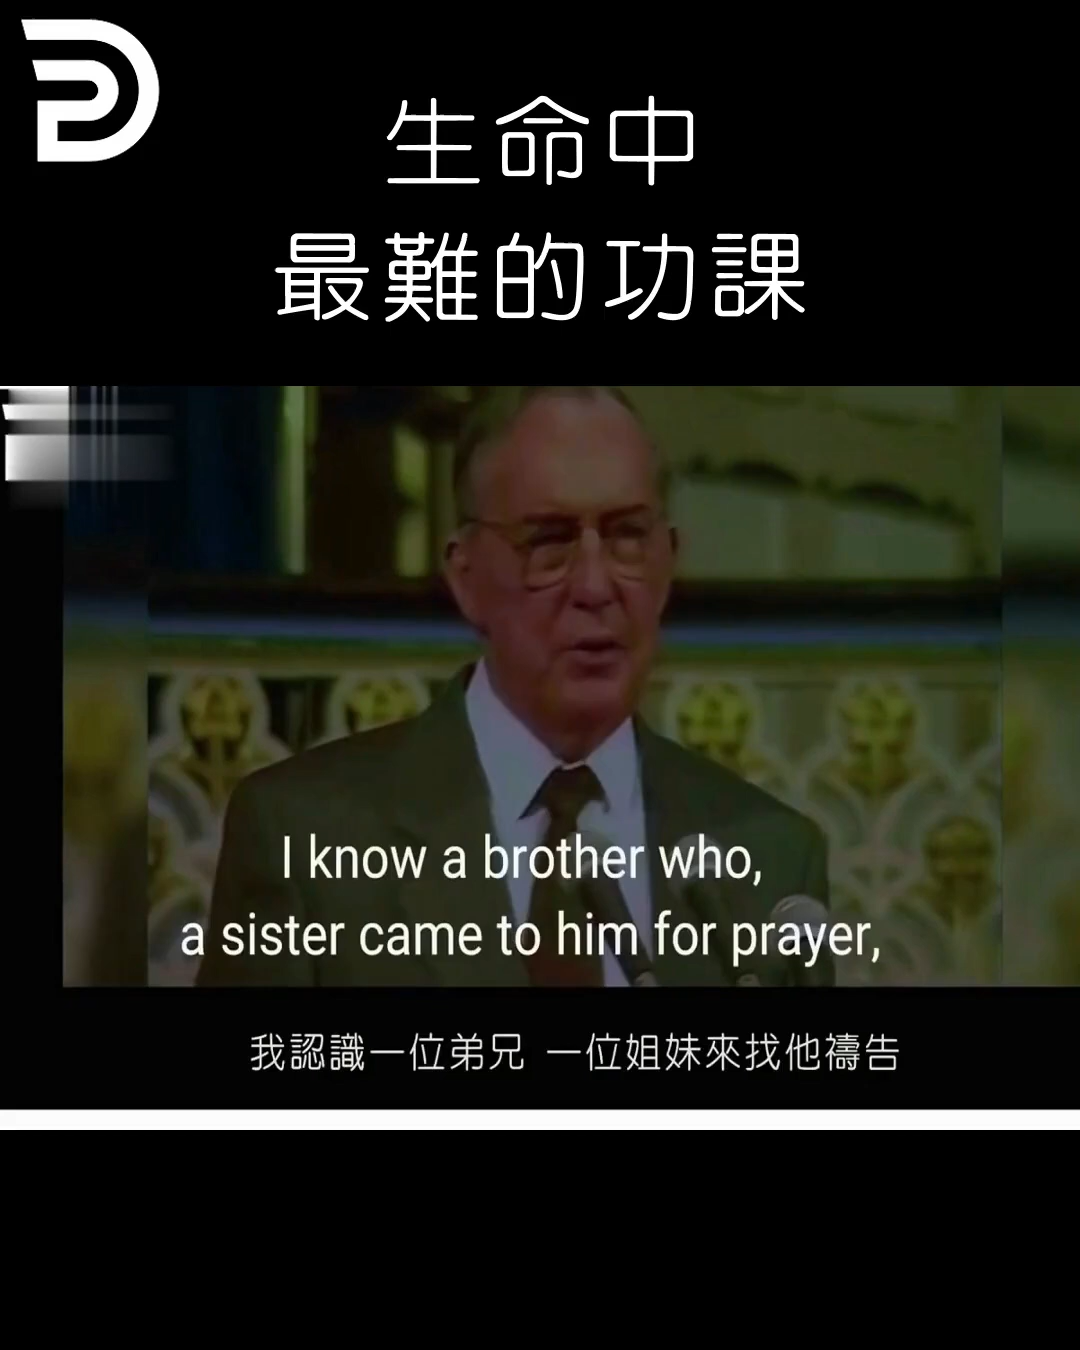 生命中
最難的功課
I know a brother who,
a sister came to him for prayer,
我認識一位弟兄 一位姐妹來找他禱告